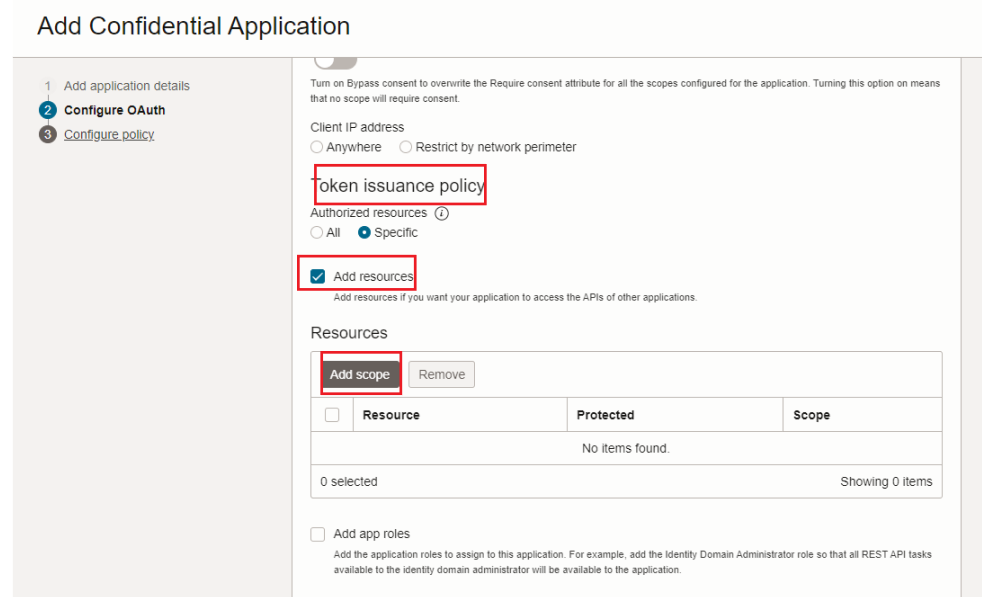 Add Confidential Application
1 Add application details
2 Configure OAuth
3 Configure policy
Turn on Bypass consent to overwrite the Require consent attribute for all the scopes configured for the application. Turning this option on means
that no scope will require consent.
Client IP address
Anywhere Restrict by network perimeter
Token issuance policy
Authorized resources i
All Specific
Add resources
Add resources if you want your application to access the APIs of other applications.
Resources
Add scope Remove
Resource Protected Scope
No items found.
0 selected Showing 0 items
Add app roles
Add the application roles to assign to this application. For example, add the Identity Domain Administrator role so that all REST API tasks
available to the identity domain administrator will be available to the application.